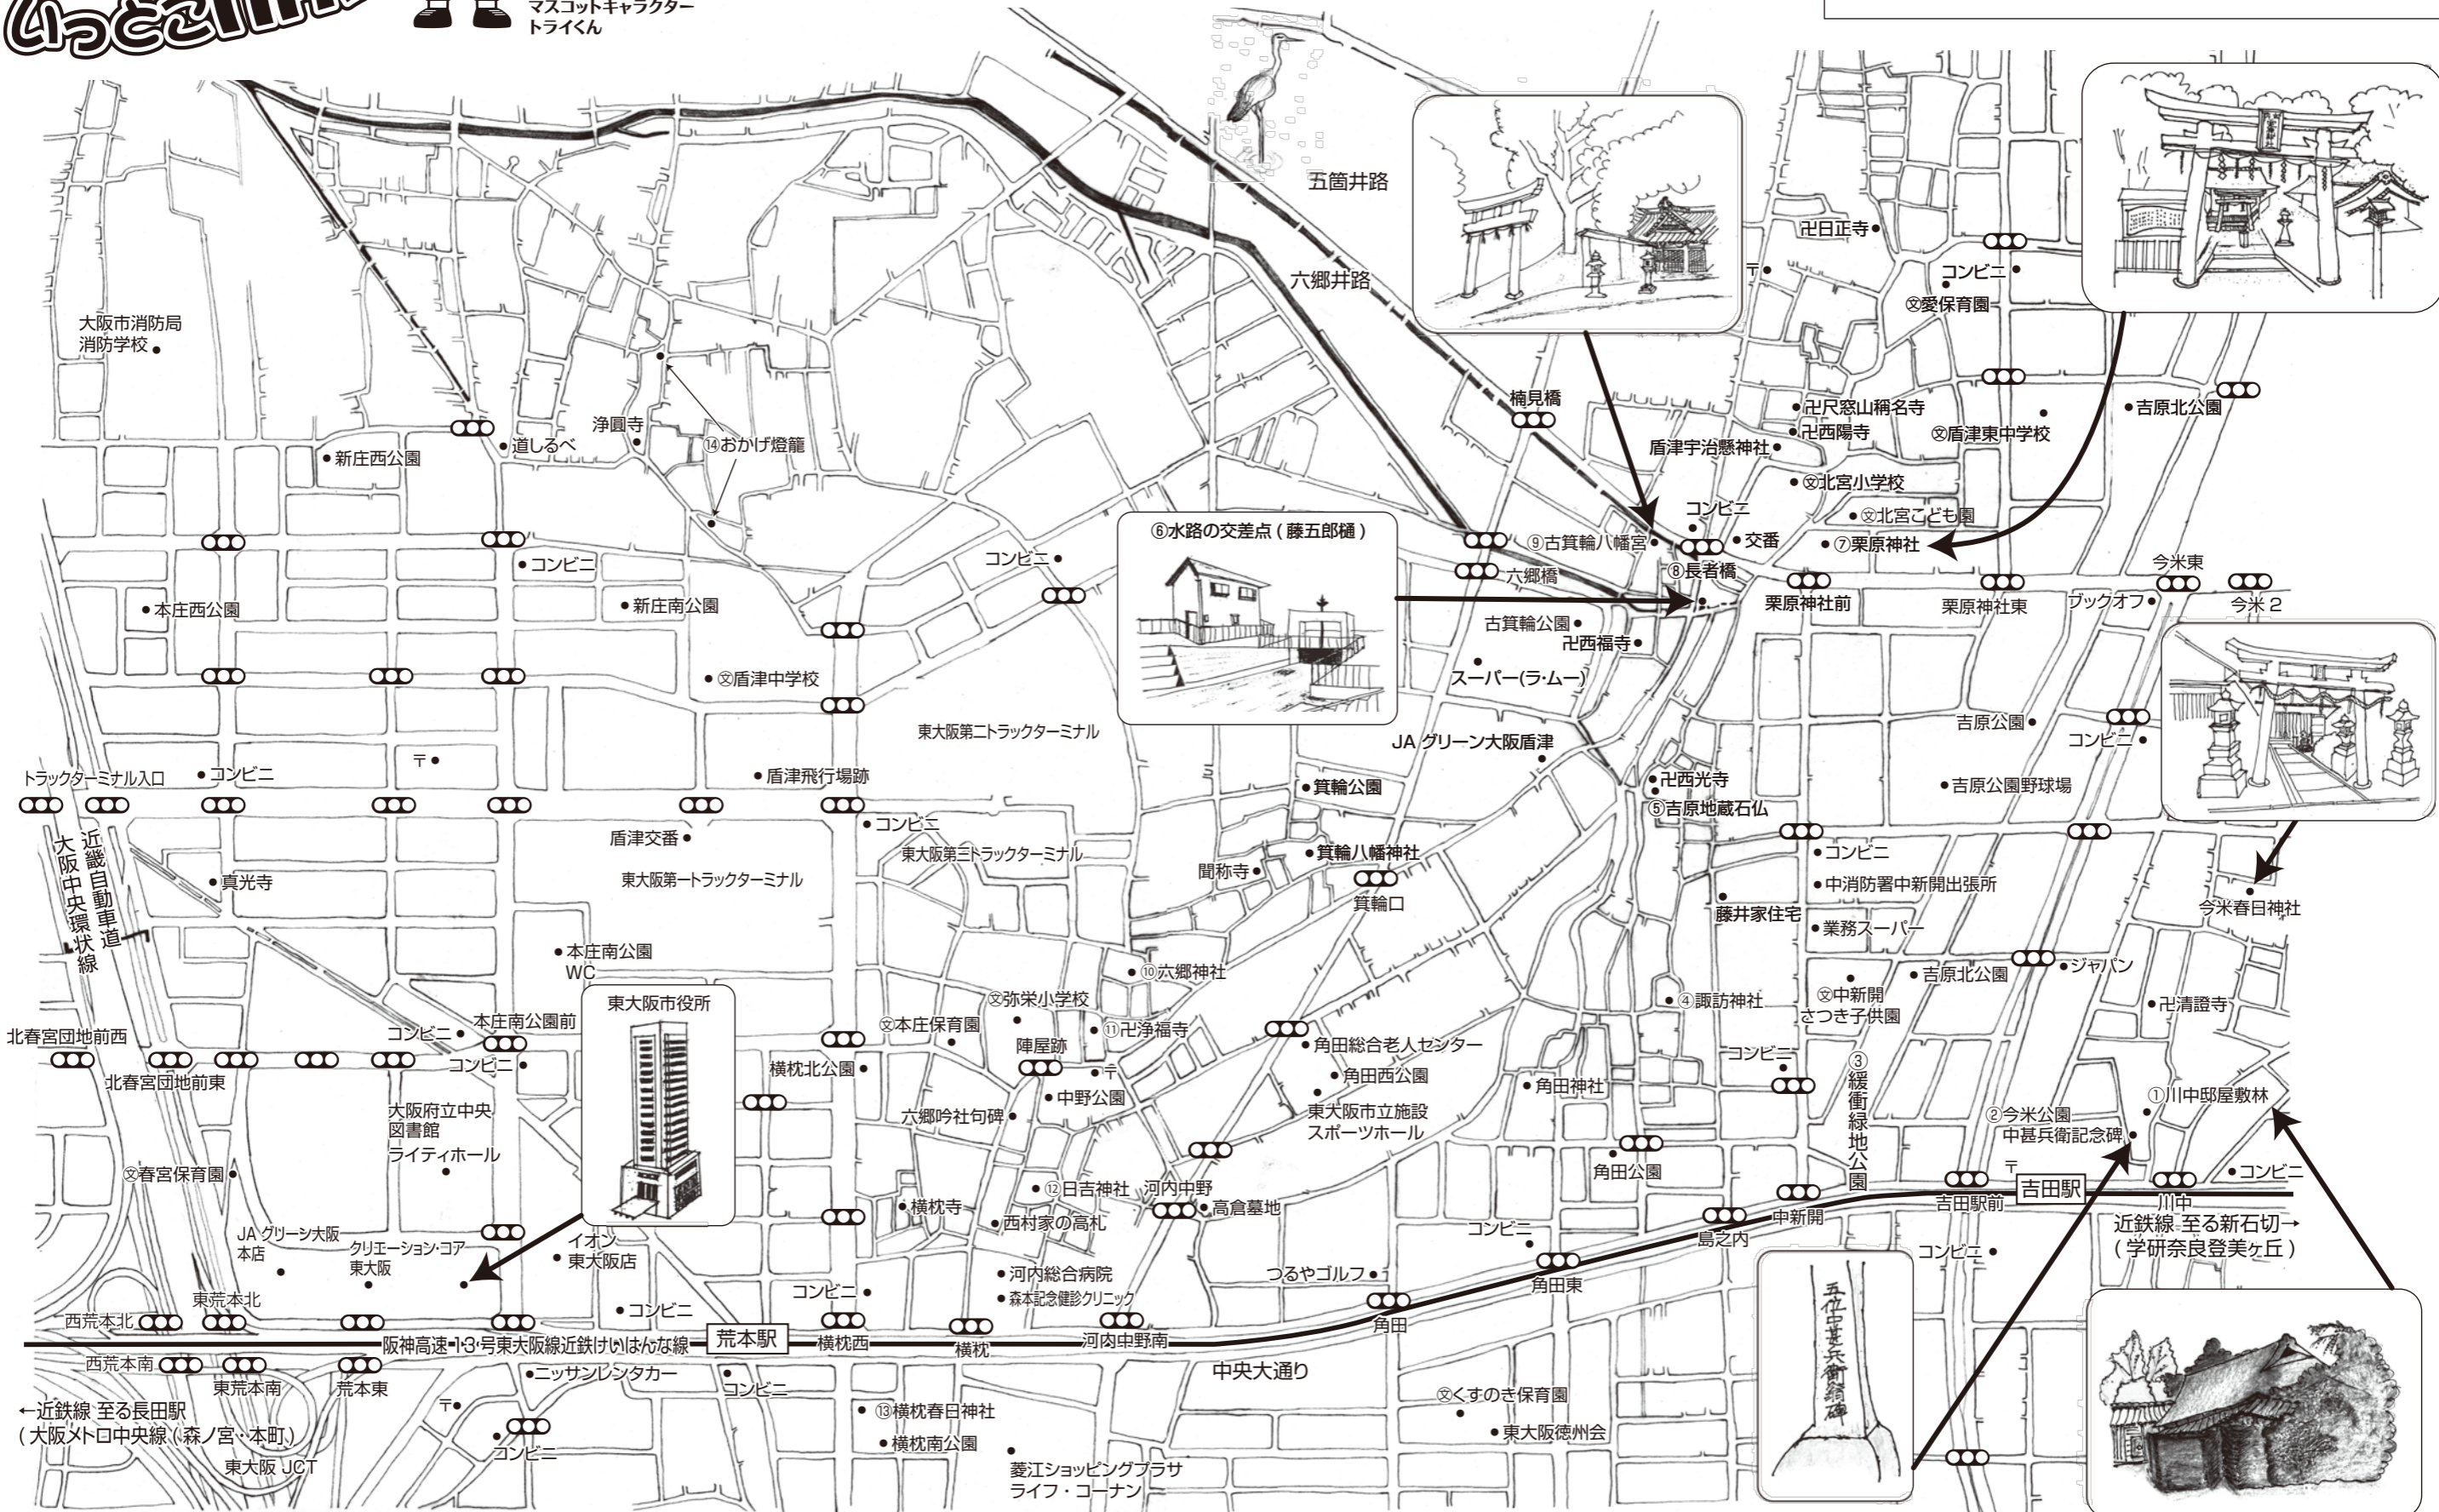 マスコットキャラクター
トライくん
五箇井路
六郷井路
卍日正寺
〒
コンビニ
㊫愛保育園
大阪市消防局
消防学校
楠見橋
卍尺窓山稱名寺
卍西陽寺
吉原北公園
㊫盾津東中学校
盾津宇治懸神社
浄圓寺
道しるべ
⑭おかげ燈籠
新庄西公園
㊫北宮小学校
コンビニ
㊫北宮こども園
⑥水路の交差点(藤五郎樋)
⑨古箕輪八幡宮
交番
⑦栗原神社
コンビニ
コンビニ
六郷橋
⑧長者橋
今米東
本庄西公園
新庄南公園
栗原神社前
栗原神社東
ブックオフ
今米2
古箕輪公園
卍西福寺
スーパー(ラ・ムー)
㊫盾津中学校
東大阪第二トラックターミナル
吉原公園
コンビニ
JA グリーン大阪盾津
〒
トラックターミナル入口
コンビニ
盾津飛行場跡
箕輪公園
卍西光寺
吉原公園野球場
⑤吉原地蔵石仏
近畿自動車道
大阪中央環状線
盾津交番
コンビニ
東大阪第三トラックターミナル
箕輪八幡神社
コンビニ
聞称寺
真光寺
東大阪第一トラックターミナル
中消防署中新開出張所
箕輪口
藤井家住宅
今米春日神社
業務スーパー
本庄南公園
WC
⑩六郷神社
吉原北公園
ジャパン
東大阪市役所
㊫弥栄小学校
④諏訪神社
㊫中新開
さつき子供園
卍清證寺
北春宮団地前西
コンビニ
本庄南公園前
㊫本庄保育園
⑪卍浄福寺
陣屋跡
角田総合老人センター
コンビニ
北春宮団地前東
コンビニ
横枕北公園
〒
角田西公園
角田神社
③緩衝緑地公園
中野公園
①川中邸屋敷林
大阪府立中央
図書館
ライティホール
六郷吟社句碑
東大阪市立施設
スポーツホール
②今米公園
中甚兵衛記念碑
㊫春宮保育園
角田公園
〒
コンビニ
⑫日吉神社
河内中野
吉田駅
横枕寺
高倉墓地
吉田駅前
川中
西村家の高札
中新開
近鉄線 至る新石切→
(学研奈良登美ヶ丘)
JA グリーン大阪
本店
クリエーション・コア
東大阪
イオン
東大阪店
コンビニ
島之内
コンビニ
河内総合病院
つるやゴルフ
角田東
森本記念健診クリニック
コンビニ
五位中甚兵衛翁碑
東荒本北
コンビニ
西荒本北
角田
阪神高速13号東大阪線近鉄けいはんな線
荒本駅
横枕西
横枕
河内中野南
西荒本南
東荒本南
荒本東
ニッサンレンタカー
コンビニ
中央大通り
←近鉄線 至る長田駅
(大阪メトロ中央線(森ノ宮・本町)
〒
⑬横枕春日神社
㊫くすのき保育園
横枕南公園
東大阪徳州会
コンビニ
東大阪 JCT
菱江ショッピングプラザ
ライフ・コーナン